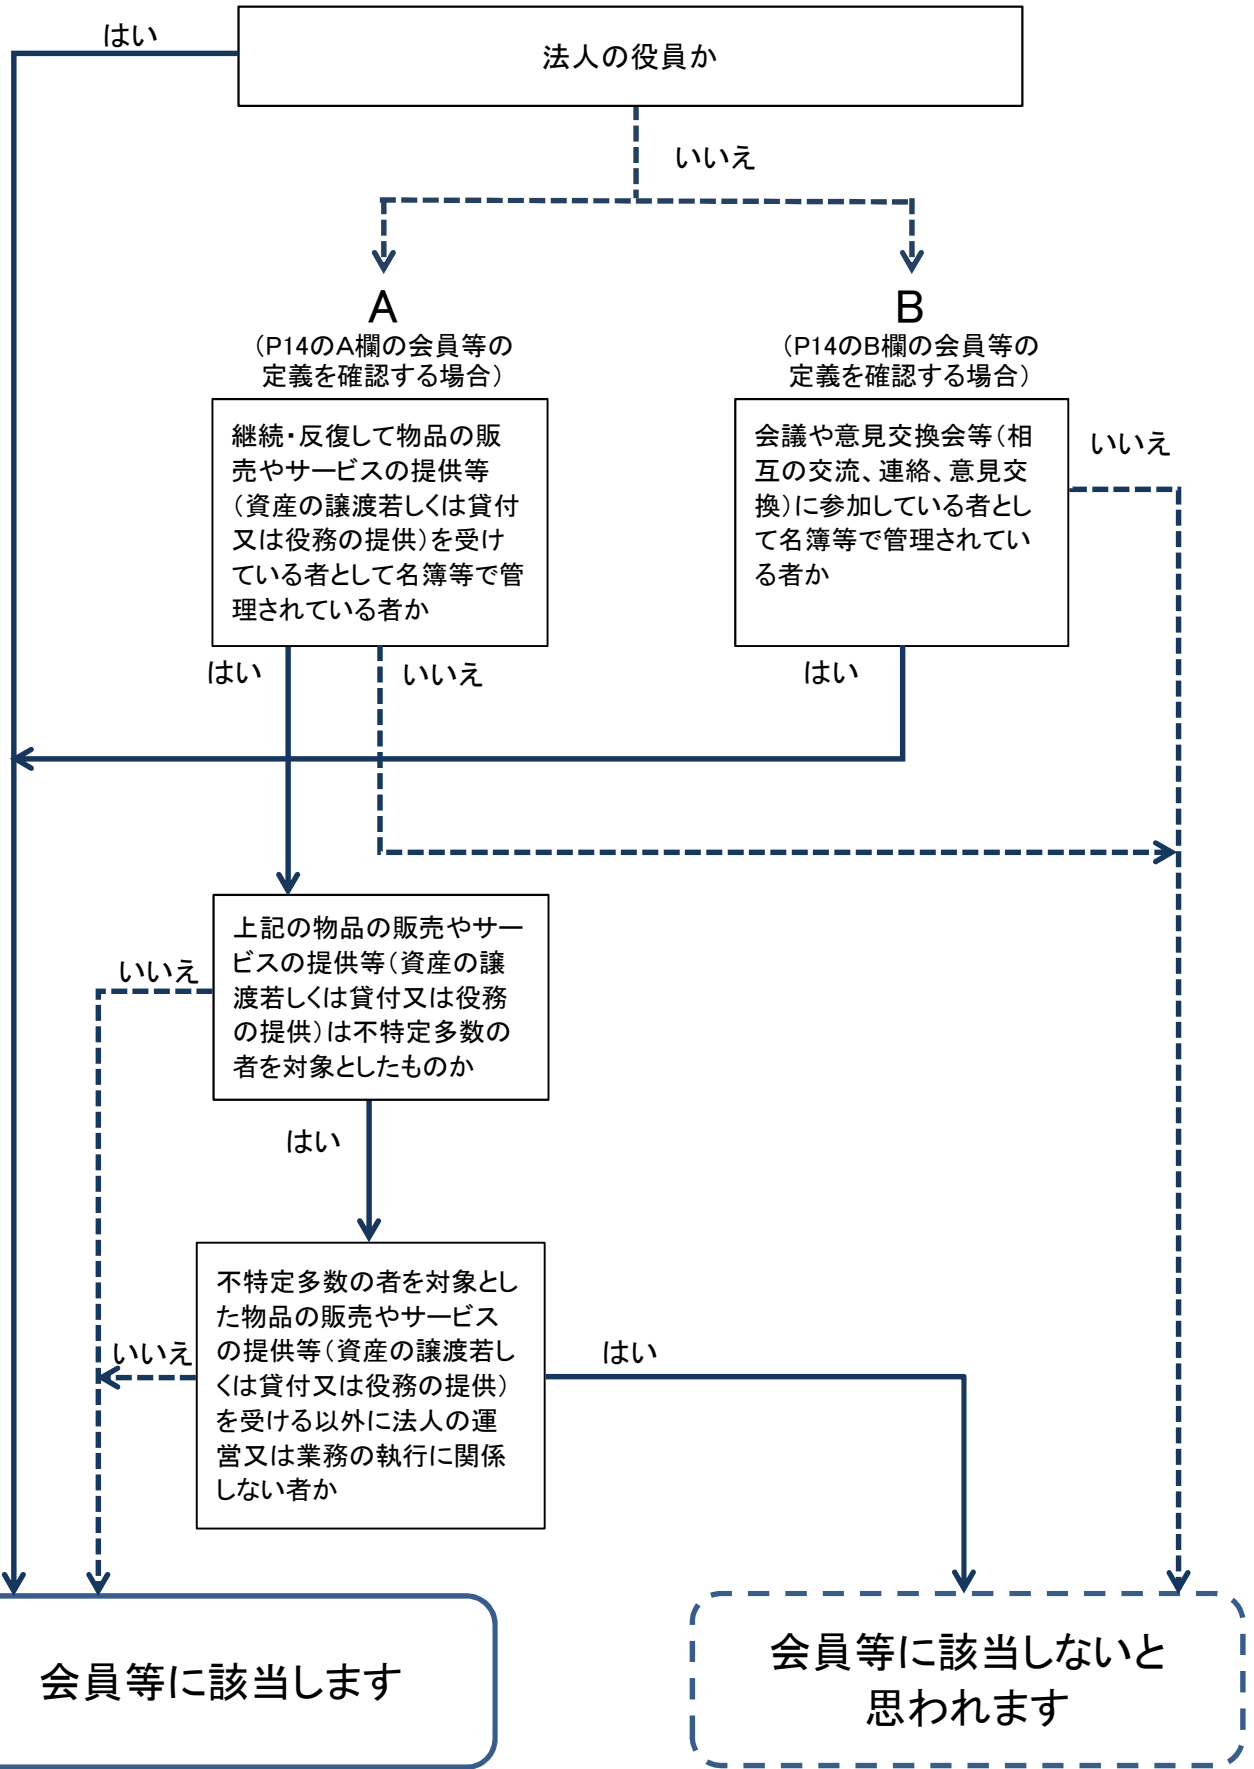 はい
法人の役員か
いいえ
A
（P14のA欄の会員等の
定義を確認する場合）
B
（P14のB欄の会員等の
定義を確認する場合）
継続・反復して物品の販
売やサービスの提供等
（資産の譲渡若しくは貸付
又は役務の提供）を受け
ている者として名簿等で管
理されている者か
会議や意見交換会等（相
互の交流、連絡、意見交
換）に参加している者とし
て名簿等で管理されてい
る者か
いいえ
はい
いいえ
はい
上記の物品の販売やサー
ビスの提供等（資産の譲
渡若しくは貸付又は役務
の提供）は不特定多数の
者を対象としたものか
いいえ
はい
不特定多数の者を対象とし
た物品の販売やサービス
の提供等（資産の譲渡若し
くは貸付又は役務の提供）
を受ける以外に法人の運
営又は業務の執行に関係
しない者か
いいえ
はい
会員等に該当します
会員等に該当しないと
思われます